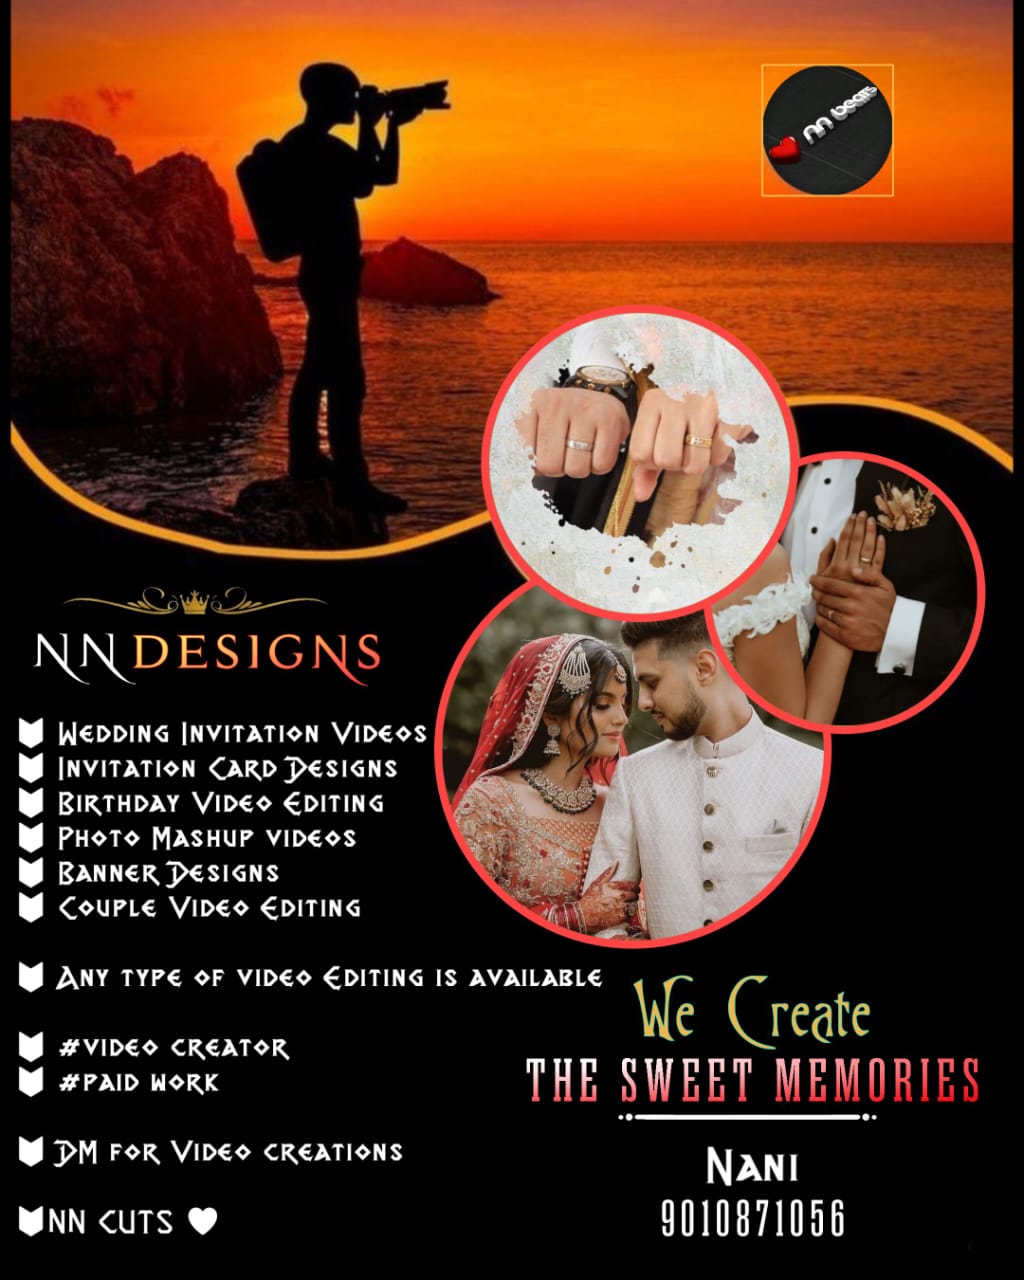 nn beats
NN DESIGNS
Wedding Invitation Videos
Invitation Card Designs
Birthday Video Editing
Photo Mashup videos
Banner Designs
Couple Video Editing
Any type of video Editing is available
#video creator
#paid work
DM for Video creations
NN CUTS
We Create
THE SWEET MEMORIES
Nani
9010871056